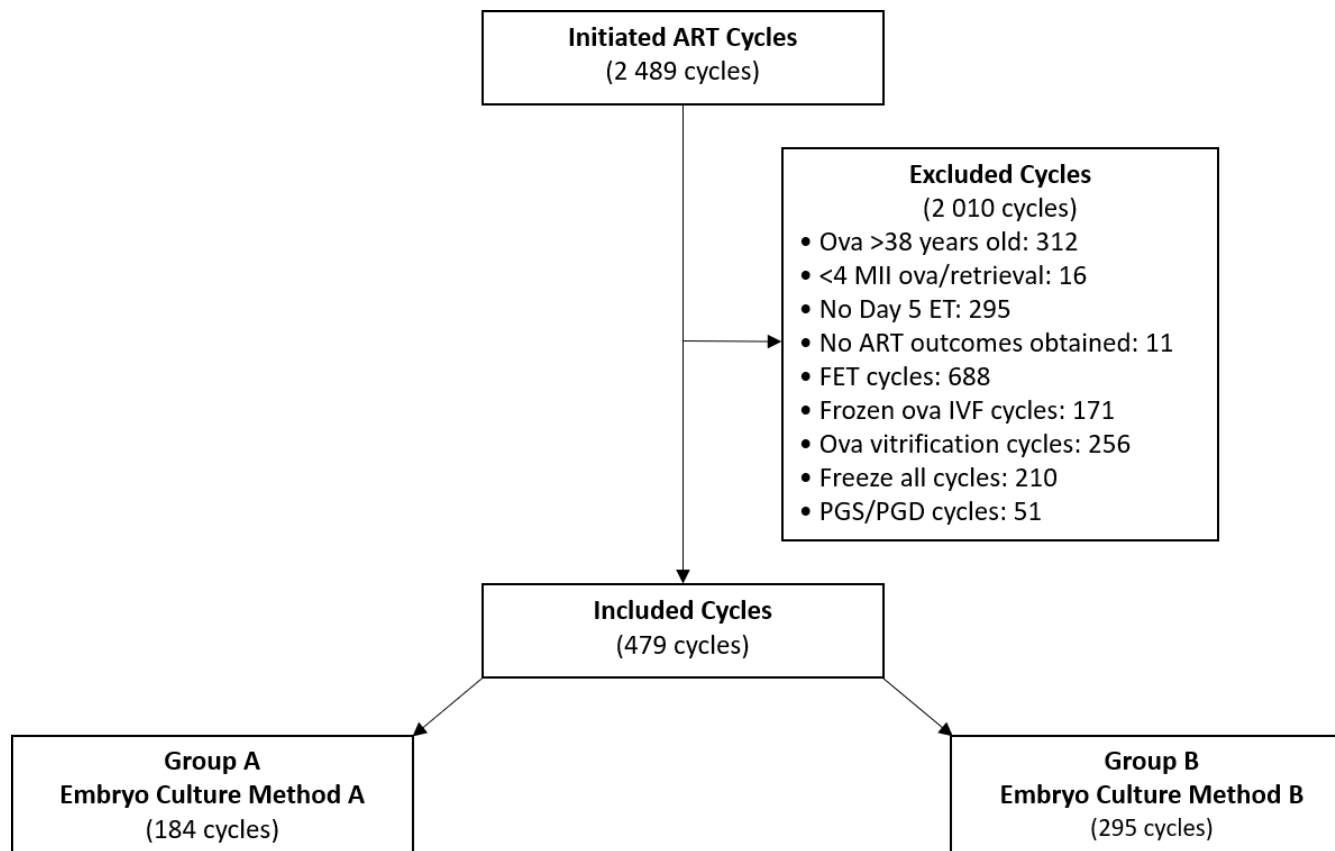 Initiated ART Cycles
(2 489 cycles)
Excluded Cycles
(2 010 cycles)
• Ova >38 years old: 312
• <4 MII ova/retrieval: 16
• No Day 5 ET: 295
• No ART outcomes obtained: 11
• FET cycles: 688
• Frozen ova IVF cycles: 171
• Ova vitrification cycles: 256
• Freeze all cycles: 210
• PGS/PGD cycles: 51
Included Cycles
(479 cycles)
Group A
Embryo Culture Method A
(184 cycles)
Group B
Embryo Culture Method B
(295 cycles)